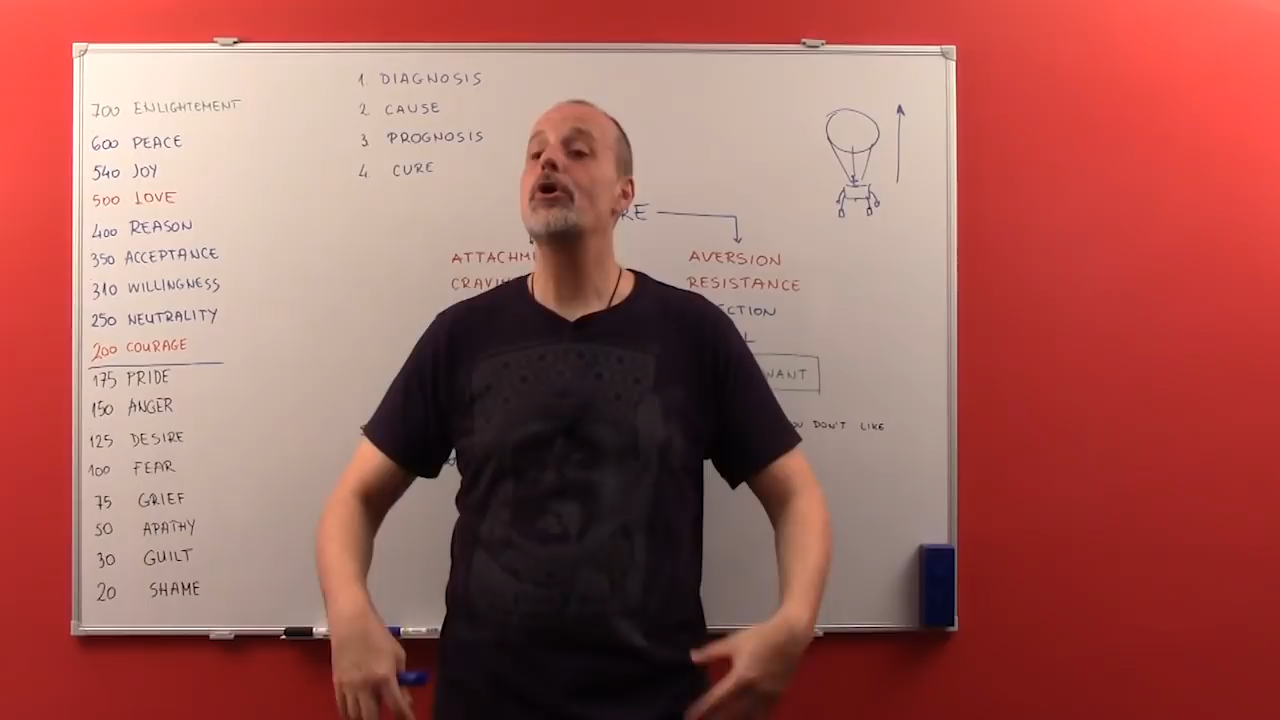 700 ENLIGHTEMENT
600 PEACE
540 JOY
500 LOVE
400 REASON
350 ACCEPTANCE
310 WILLINGNESS
250 NEUTRALITY
200 COURAGE
175 PRIDE
150 ANGER
125 DESIRE
100 FEAR
75 GRIEF
50 APATHY
30 GUILT
20 SHAME
1. DIAGNOSIS
2 CAUSE
3 PROGNOSIS
4 CURE
AVERSION
RESISTANCE
DON'T LIKE